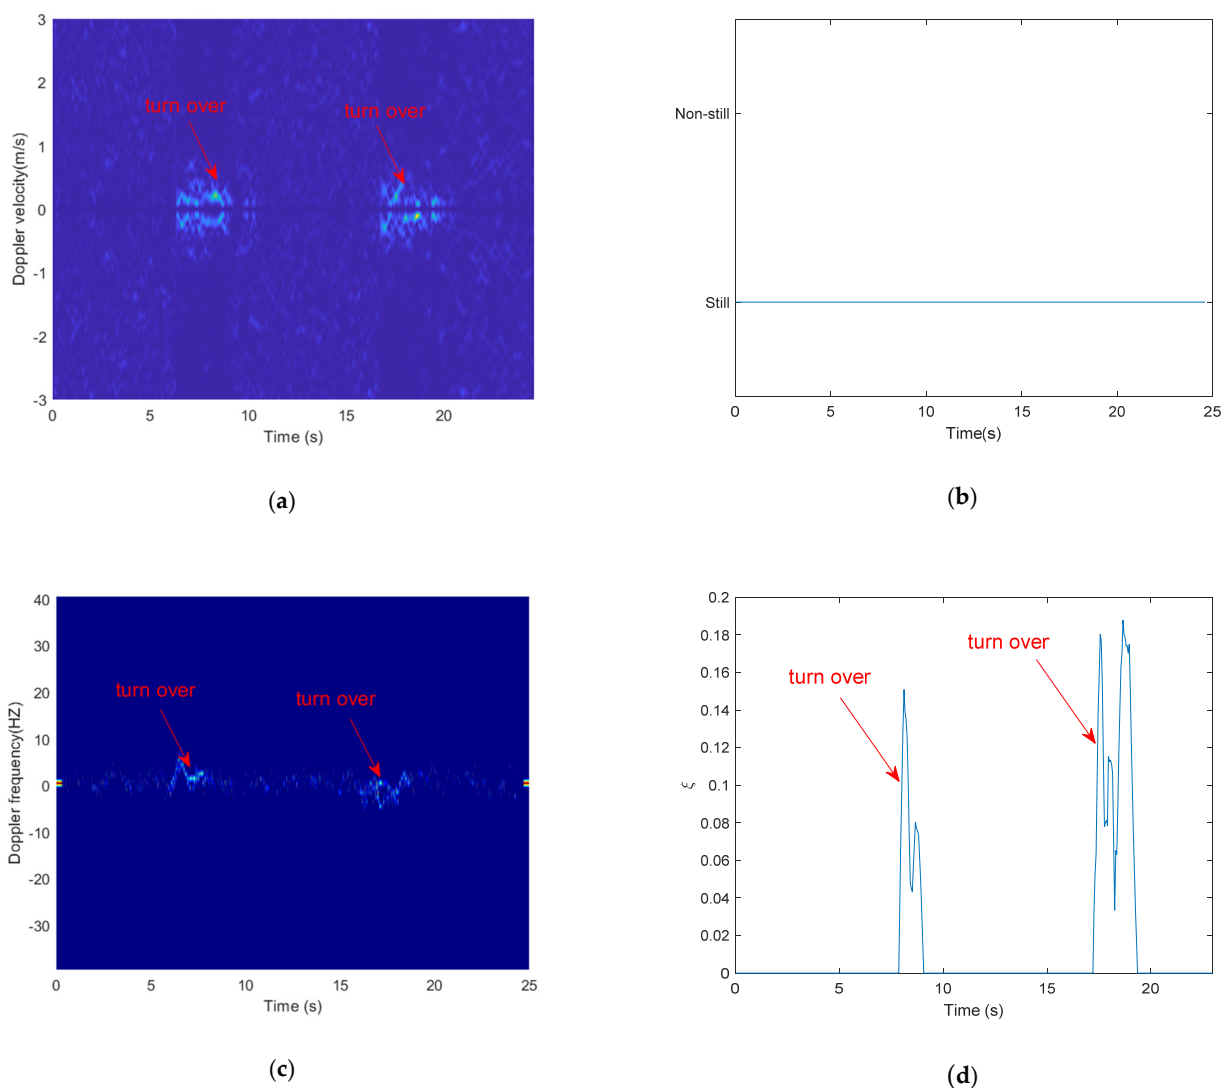 3
2
1
0
-1
-2
-3
Doppler velocity(m/s)
turn over
turn over
0
5
10
15
20
Time (s)
(a)
Non-still
Still
0
5
10
15
20
25
Time(s)
(b)
40
30
20
10
0
-10
-20
-30
Doppler frequency(HZ)
turn over
turn over
0
5
10
15
20
25
Time (s)
(c)
0.2
0.18
0.16
0.14
0.12
0.1
0.08
0.06
0.04
0.02
0
ξ
turn over
turn over
0
5
10
15
20
Time (s)
(d)